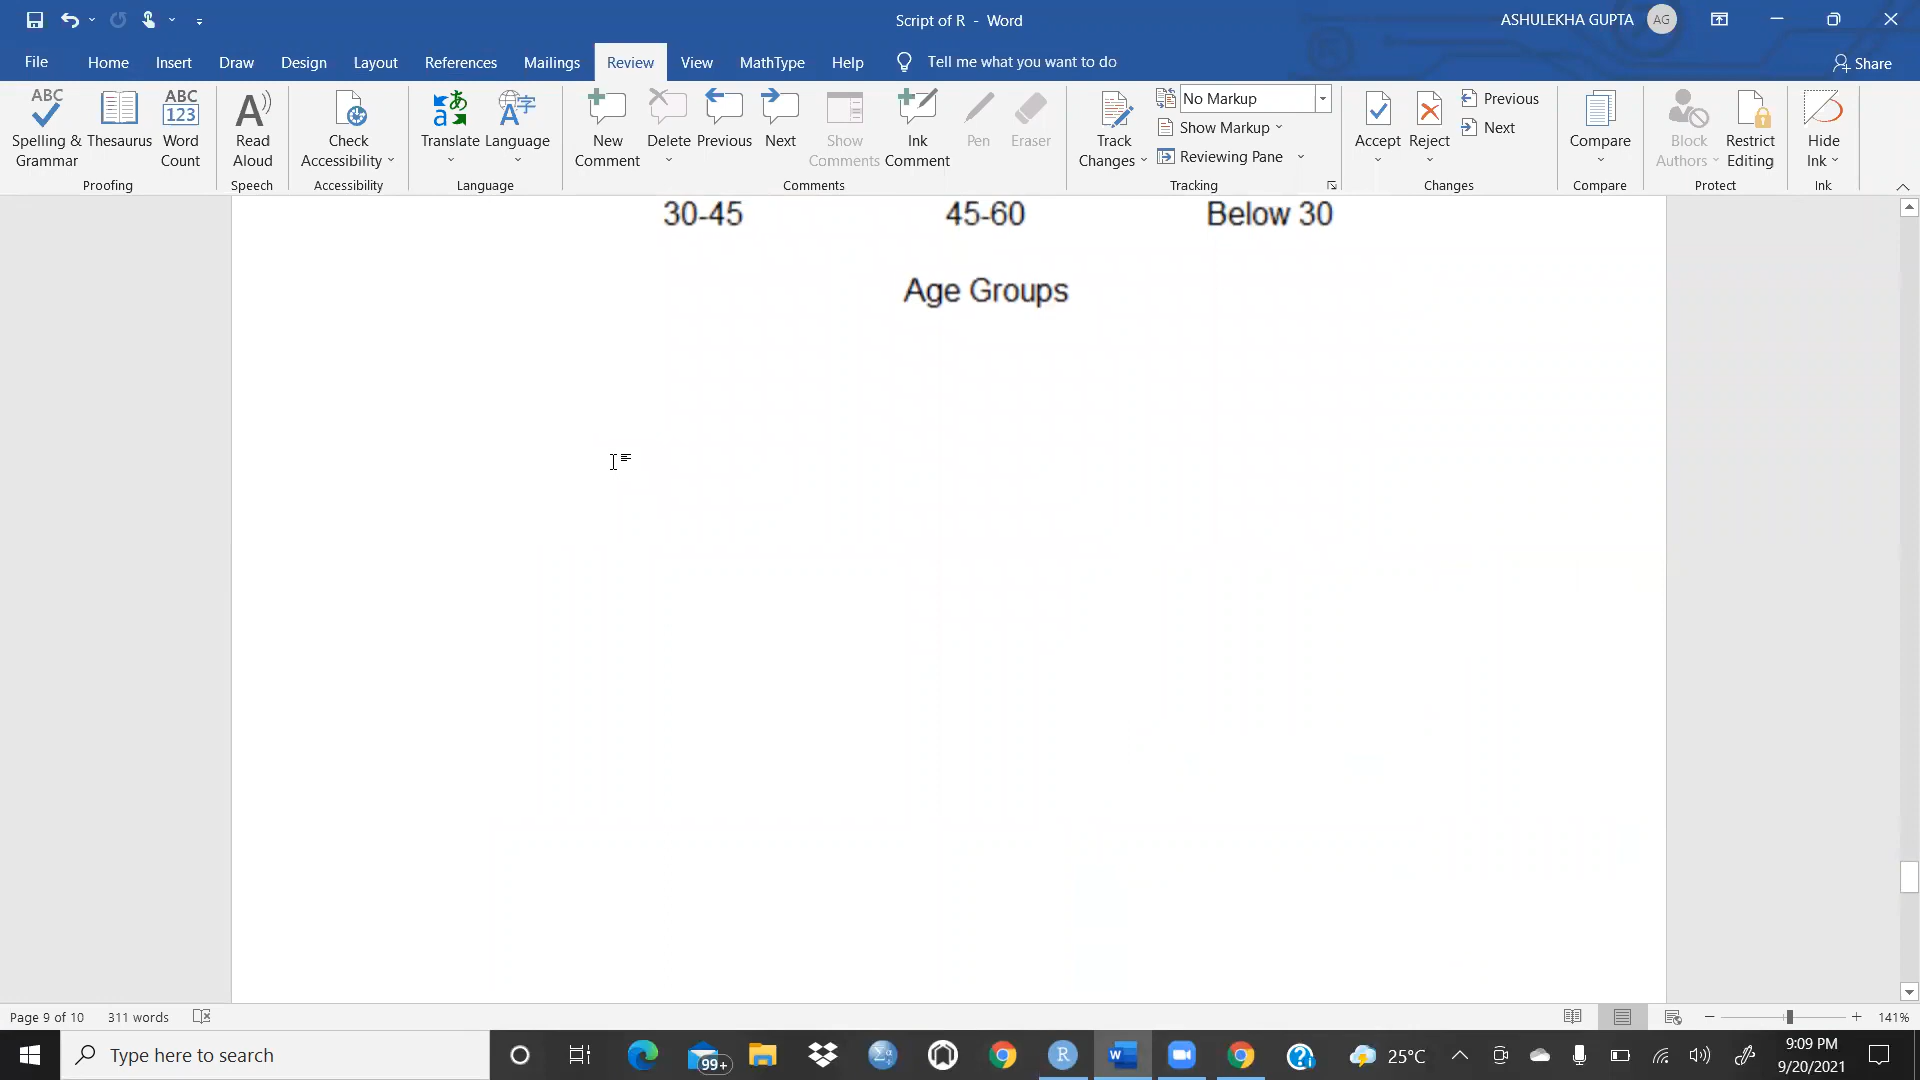 Script of R - Word
ASHULEKHA GUPTA
AG
File
Home
Insert
Draw
Design
Layout
References
Mailings
Review
View
MathType
Help
Tell me what you want to do
Share
ABC
Spelling &
Grammar
Thesaurus
ABC
123
Word
Count
Proofing
A
Read
Aloud
Speech
Check
Accessibility
Accessibility
Translate
Language
Language
New
Comment
Delete
Previous
Next
Show
Comments
Ink
Comment
Pen
Eraser
Comments
Track
Changes
No Markup
Show Markup
Reviewing Pane
Tracking
Accept
Reject
Previous
Next
Changes
Compare
Compare
Block
Authors
Restrict
Editing
Protect
Hide
Ink
Ink
30-45 45-60 Below 30
Age Groups
Page 9 of 10
311 words
141%
Type here to search
99+
25°C
9:09 PM
9/20/2021